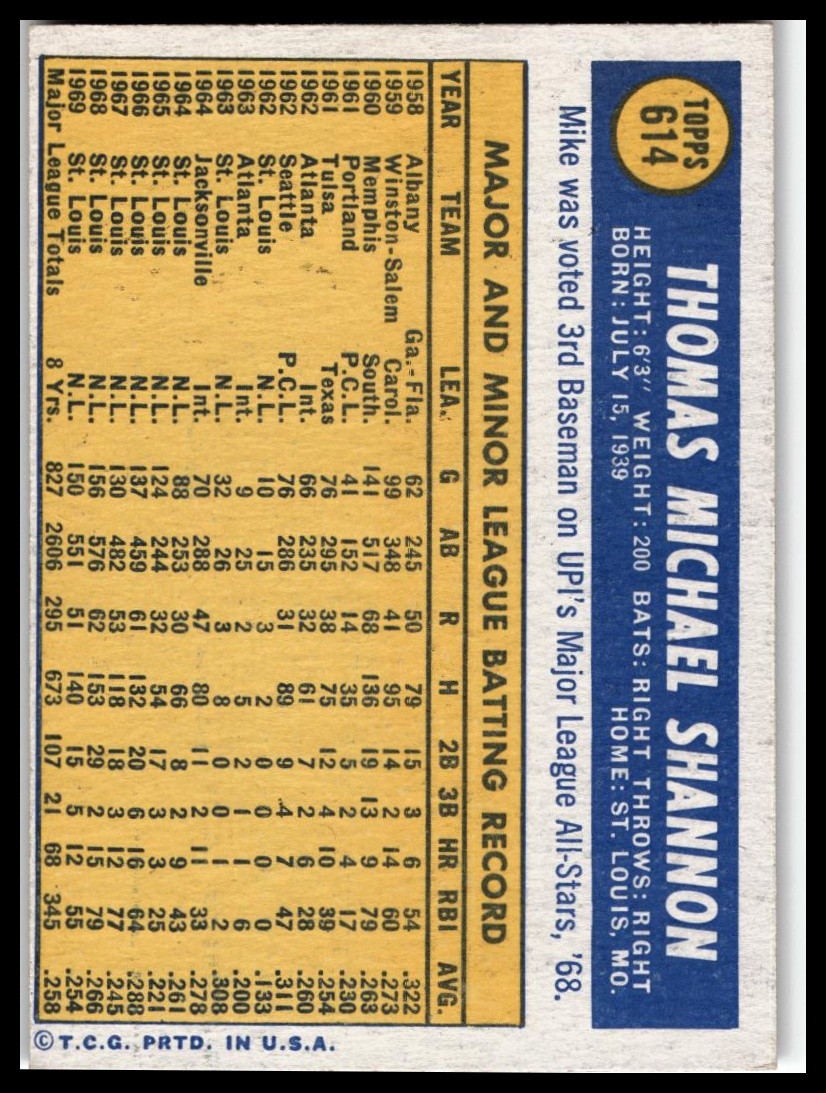 TOPPS
614
THOMAS MICHAEL SHANNON
HEIGHT: 6'3" WEIGHT: 200 BATS: RIGHT THROWS: RIGHT
BORN: JULY 15, 1939 HOME: ST. LOUIS, MO.
Mike was voted 3rd Baseman on UPI's Major League All-Stars, '68.
MAJOR AND MINOR LEAGUE BATTING RECORD
YEAR TEAM LEA. G AB R H 2B 3B HR RBI AVG.
1958 Albany Ga.-Fla. 62 245 50 79 15 3 6 54 .322
1959 Winston-Salem Carol. 99 348 41 95 14 2 14 60 .273
1960 Memphis South. 141 517 68 136 19 13 9 79 .263
1961 Portland P.C.L. 41 152 14 35 5 2 4 17 .230
1961 Tulsa Texas 76 295 38 75 12 4 10 39 .254
1962 Atlanta Int. 66 235 32 61 7 2 6 28 .260
1962 Seattle P.C.L. 76 286 31 89 9 4 7 47 .311
1962 St. Louis N.L. 10 15 3 2 0 0 0 0 .133
1963 Atlanta Int. 9 25 2 5 2 1 1 6 .200
1963 St. Louis N.L. 32 26 3 8 0 0 1 2 .308
1964 Jacksonville Int. 70 288 47 80 11 2 11 33 .278
1964 St. Louis N.L. 88 253 30 66 8 2 9 43 .261
1965 St. Louis N.L. 124 244 32 54 17 3 3 25 .221
1966 St. Louis N.L. 137 459 61 132 20 6 16 64 .288
1967 St. Louis N.L. 130 482 53 118 18 3 12 77 .245
1968 St. Louis N.L. 156 576 62 153 29 2 15 79 .266
1969 St. Louis N.L. 150 551 51 140 15 5 12 55 .254
Major League Totals 8 Yrs. 827 2606 295 673 107 21 68 345 .258
© T.C.G. PRTD. IN U.S.A.